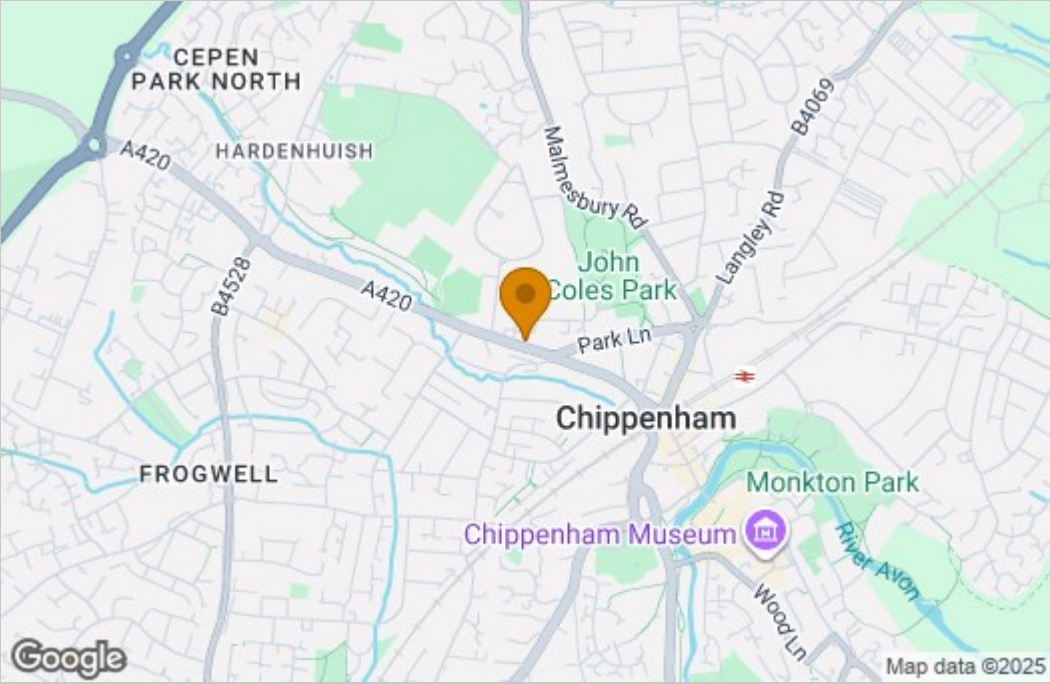 CEPEN
PARK NORTH
A420
HARDENHUISH
B4069
Malmesbury Rd
Langley Rd
B4528
A420
John
Coles Park
Park Ln
Chippenham
FROGWELL
Monkton Park
Chippenham Museum
River Avon
Wood Ln
Google
Map data ©2025